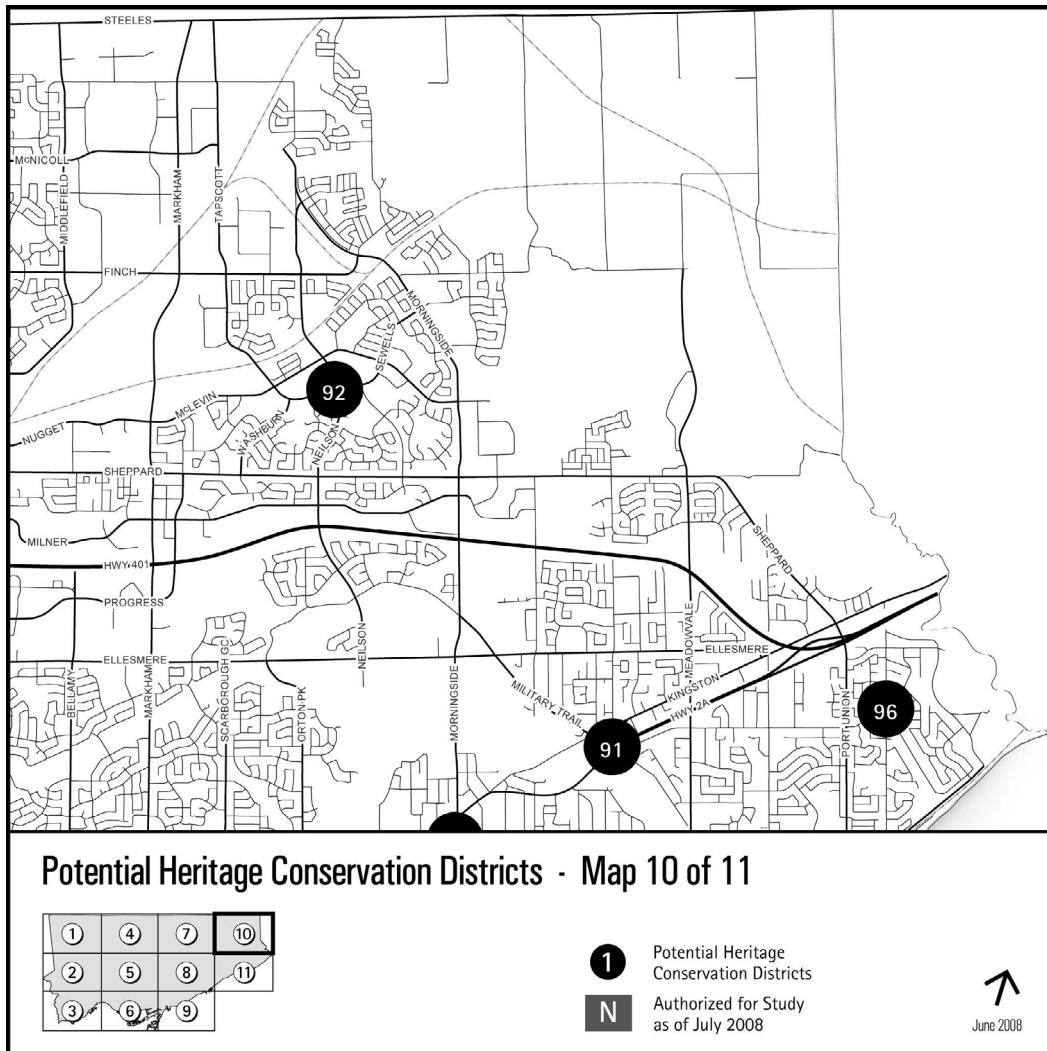 STEELES
McNICOLL
MIDDLEFIELD
MARKHAM
TAPSCOTT
FINCH
MORNINGSIDE
SEWELLS
92
McLEVIN
NUGGET
WASHBURN
NEILSON
SHEPPARD
MILNER
SHEPPARD
HWY 401
PROGRESS
ELLESMERE
NEILSON
MEADOWVALE
ELLESMERE
BELLAMY
MARKHAM
SCARBOROUGH GC
ORTON PK
MORNINGSIDE
MILITARY TRAIL
KINGSTON
HWY 2A
91
PORT UNION
96
Potential Heritage Conservation Districts - Map 10 of 11
1 4 7 10
2 5 8 11
3 6 9
1 Potential Heritage
Conservation Districts
N Authorized for Study
as of July 2008
June 2008